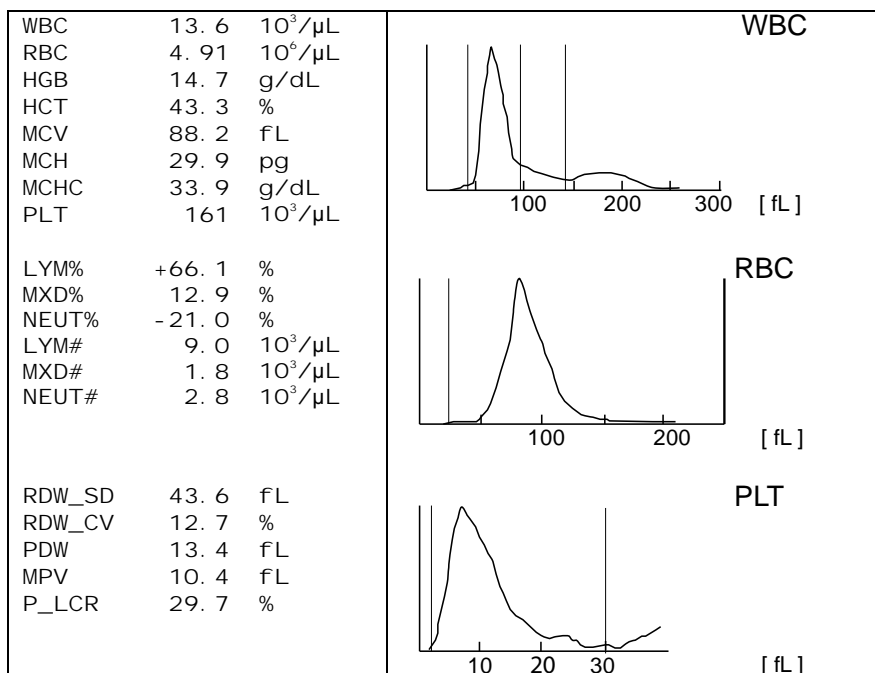 WBC 13.6 10³/µL
RBC 4.91 10⁶/µL
HGB 14.7 g/dL
HCT 43.3 %
MCV 88.2 fL
MCH 29.9 pg
MCHC 33.9 g/dL
PLT 161 10³/µL
LYM% +66.1 %
MXD% 12.9 %
NEUT% -21.0 %
LYM# 9.0 10³/µL
MXD# 1.8 10³/µL
NEUT# 2.8 10³/µL
RDW_SD 43.6 fL
RDW_CV 12.7 %
PDW 13.4 fL
MPV 10.4 fL
P_LCR 29.7 %
WBC
100 200 300 [fL]
RBC
100 200 [fL]
PLT
10 20 30 [fL]